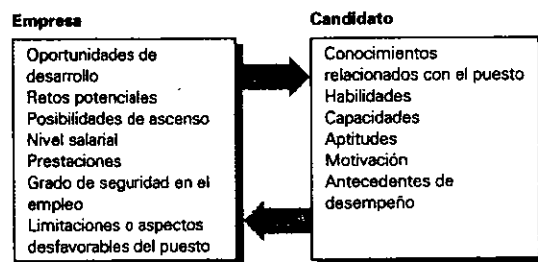 Empresa
Oportunidades de
desarrollo
Retos potenciales
Posibilidades de ascenso
Nivel salarial
Prestaciones
Grado de seguridad en el
empleo
Limitaciones o aspectos
desfavorables del puesto
Candidato
Conocimientos
relacionados con el puesto
Habilidades
Capacidades
Aptitudes
Motivación
Antecedentes de
desempeño